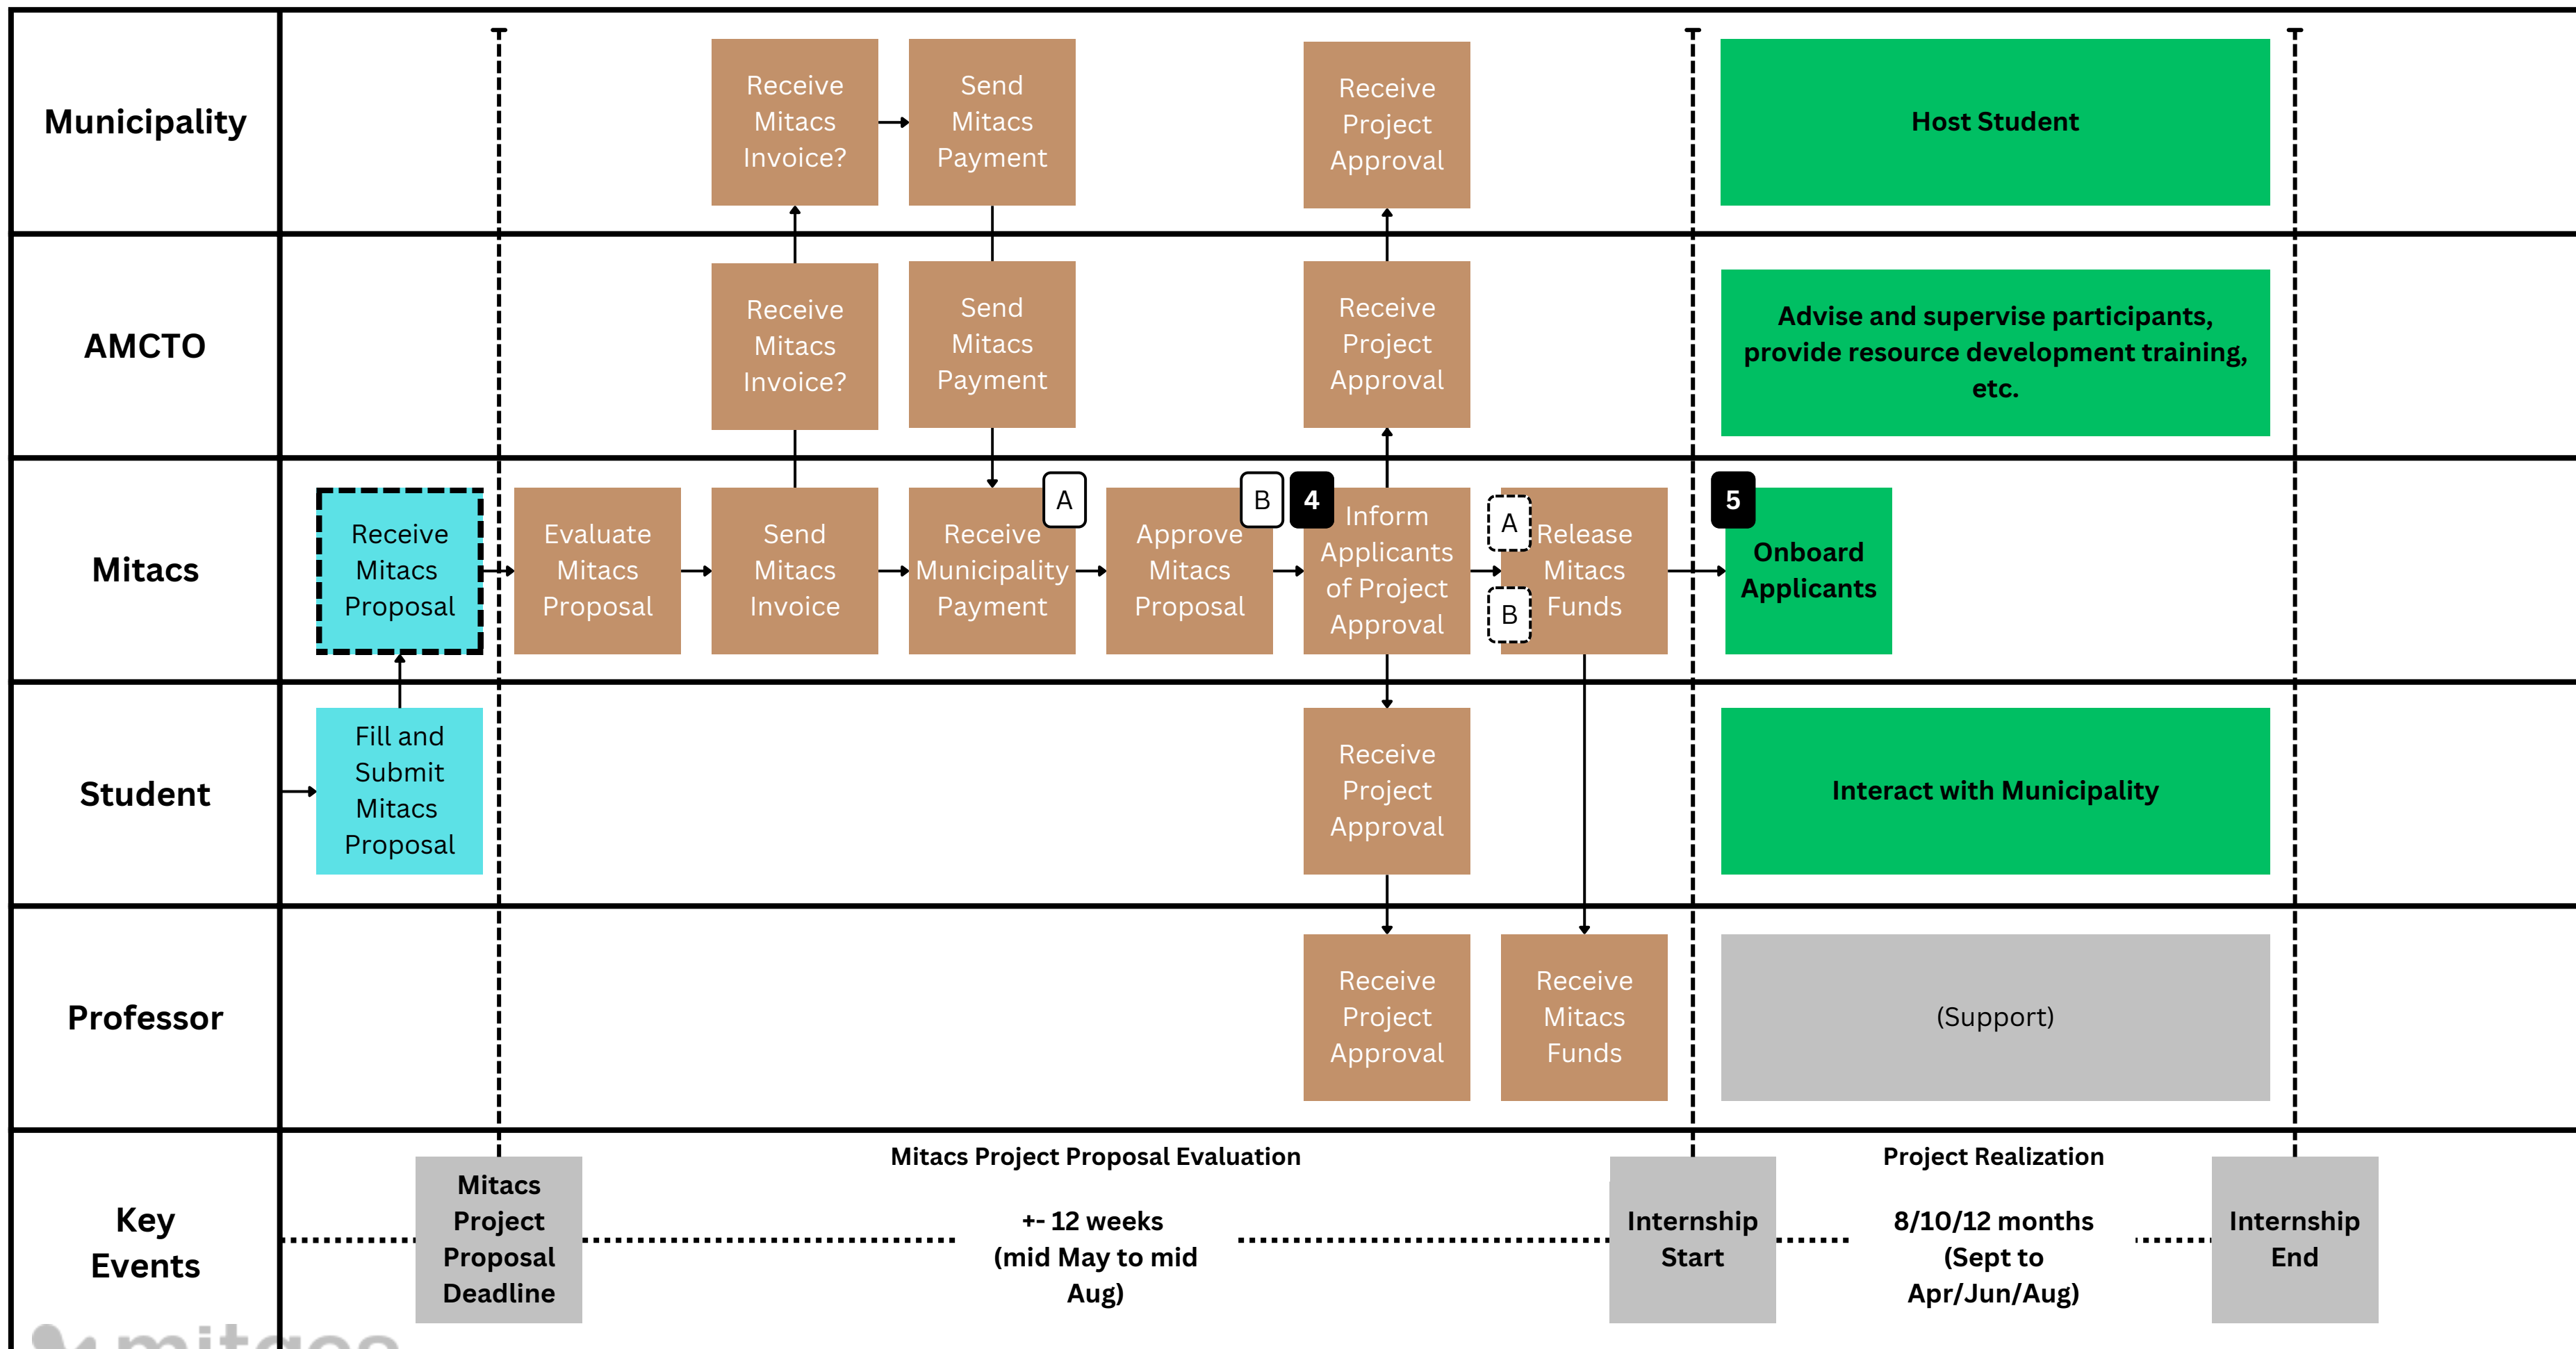 Municipality
Receive
Mitacs
Invoice?
Send
Mitacs
Payment
Receive
Project
Approval
Host Student
AMCTO
Receive
Mitacs
Invoice?
Send
Mitacs
Payment
Receive
Project
Approval
Advise and supervise participants,
provide resource development training,
etc.
Mitacs
Receive
Mitacs
Proposal
Evaluate
Mitacs
Proposal
Send
Mitacs
Invoice
A
Receive
Municipality
Payment
B
Approve
Mitacs
Proposal
4
Inform
Applicants
of Project
Approval
A
B
Release
Mitacs
Funds
5
Onboard
Applicants
Student
Fill and
Submit
Mitacs
Proposal
Receive
Project
Approval
Interact with Municipality
Professor
Receive
Project
Approval
Receive
Mitacs
Funds
(Support)
Key
Events
Mitacs
Project
Proposal
Deadline
Mitacs Project Proposal Evaluation
+- 12 weeks
(mid May to mid
Aug)
Internship
Start
Project Realization
8/10/12 months
(Sept to
Apr/Jun/Aug)
Internship
End
mitacs